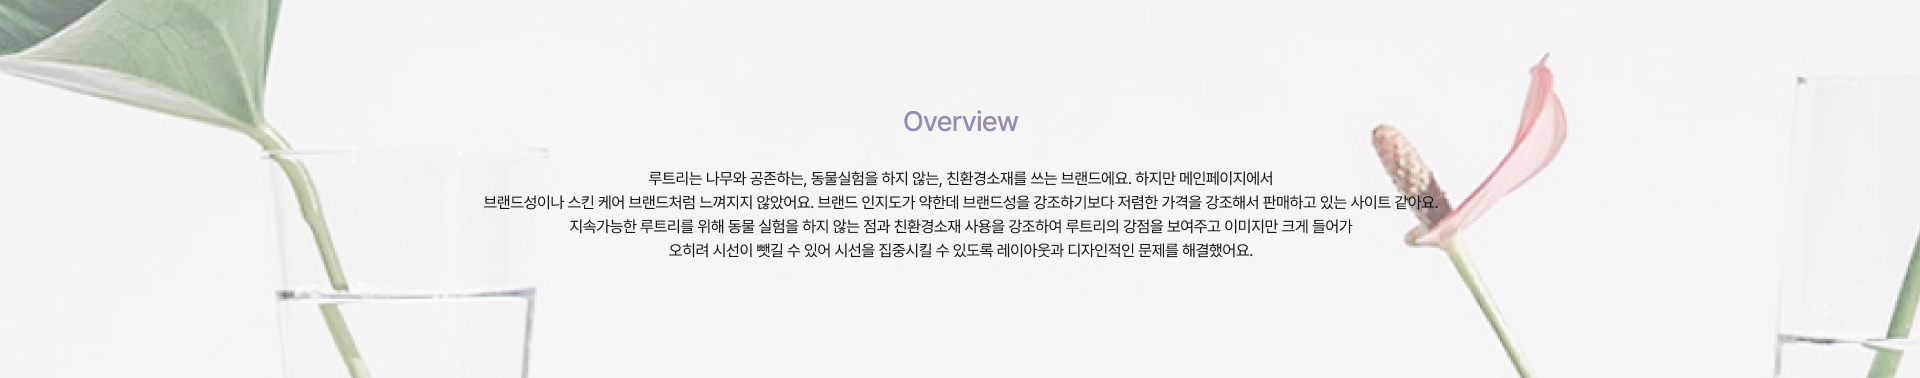 Overview
루트리는 나무와 공존하는, 동물실험을 하지 않는, 친환경소재를 쓰는 브랜드에요. 하지만 메인페이지에서
브랜드성이나 스킨 케어 브랜드처럼 느껴지지 않았어요. 브랜드 인지도가 약한데 브랜드성을 강조하기보다 저렴한 가격을 강조해서 판매하고 있는 사이트 같아요.
지속가능한 루트리를 위해 동물 실험을 하지 않는 점과 친환경소재 사용을 강조하여 루트리의 강점을 보여주고 이미지만 크게 들어가
오히려 시선이 뺏길 수 있어 시선을 집중시킬 수 있도록 레이아웃과 디자인적인 문제를 해결했어요.